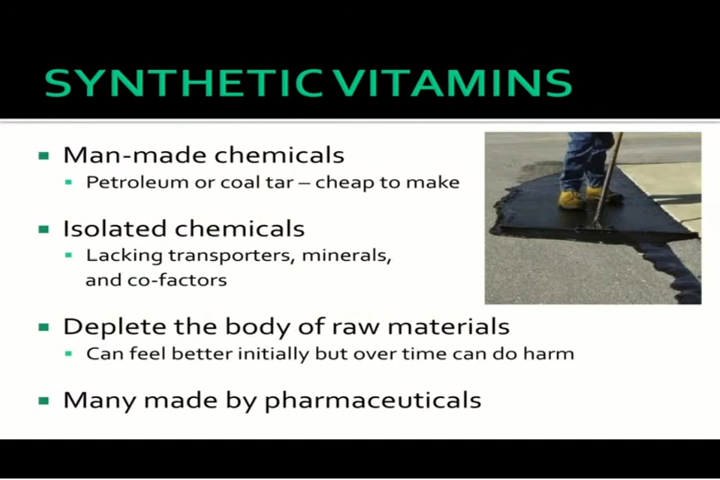 SYNTHETIC VITAMINS
Man-made chemicals
Petroleum or coal tar – cheap to make
Isolated chemicals
Lacking transporters, minerals,
and co-factors
Deplete the body of raw materials
Can feel better initially but over time can do harm
Many made by pharmaceuticals